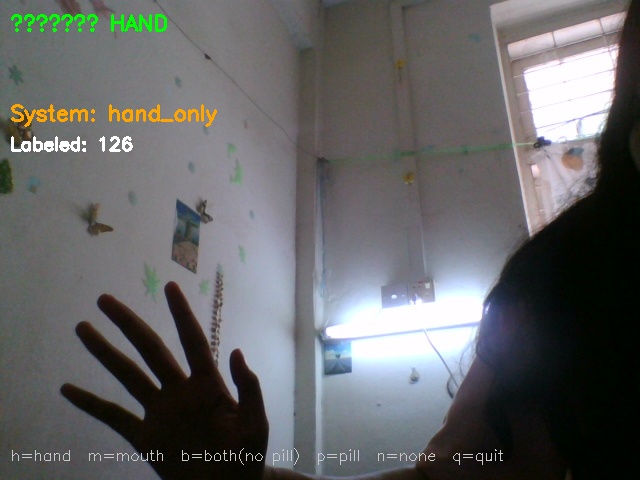 ??????? HAND
System: hand_only
Labeled: 126
h=hand m=mouth b=both(no pill) p=pill n=none q=quit